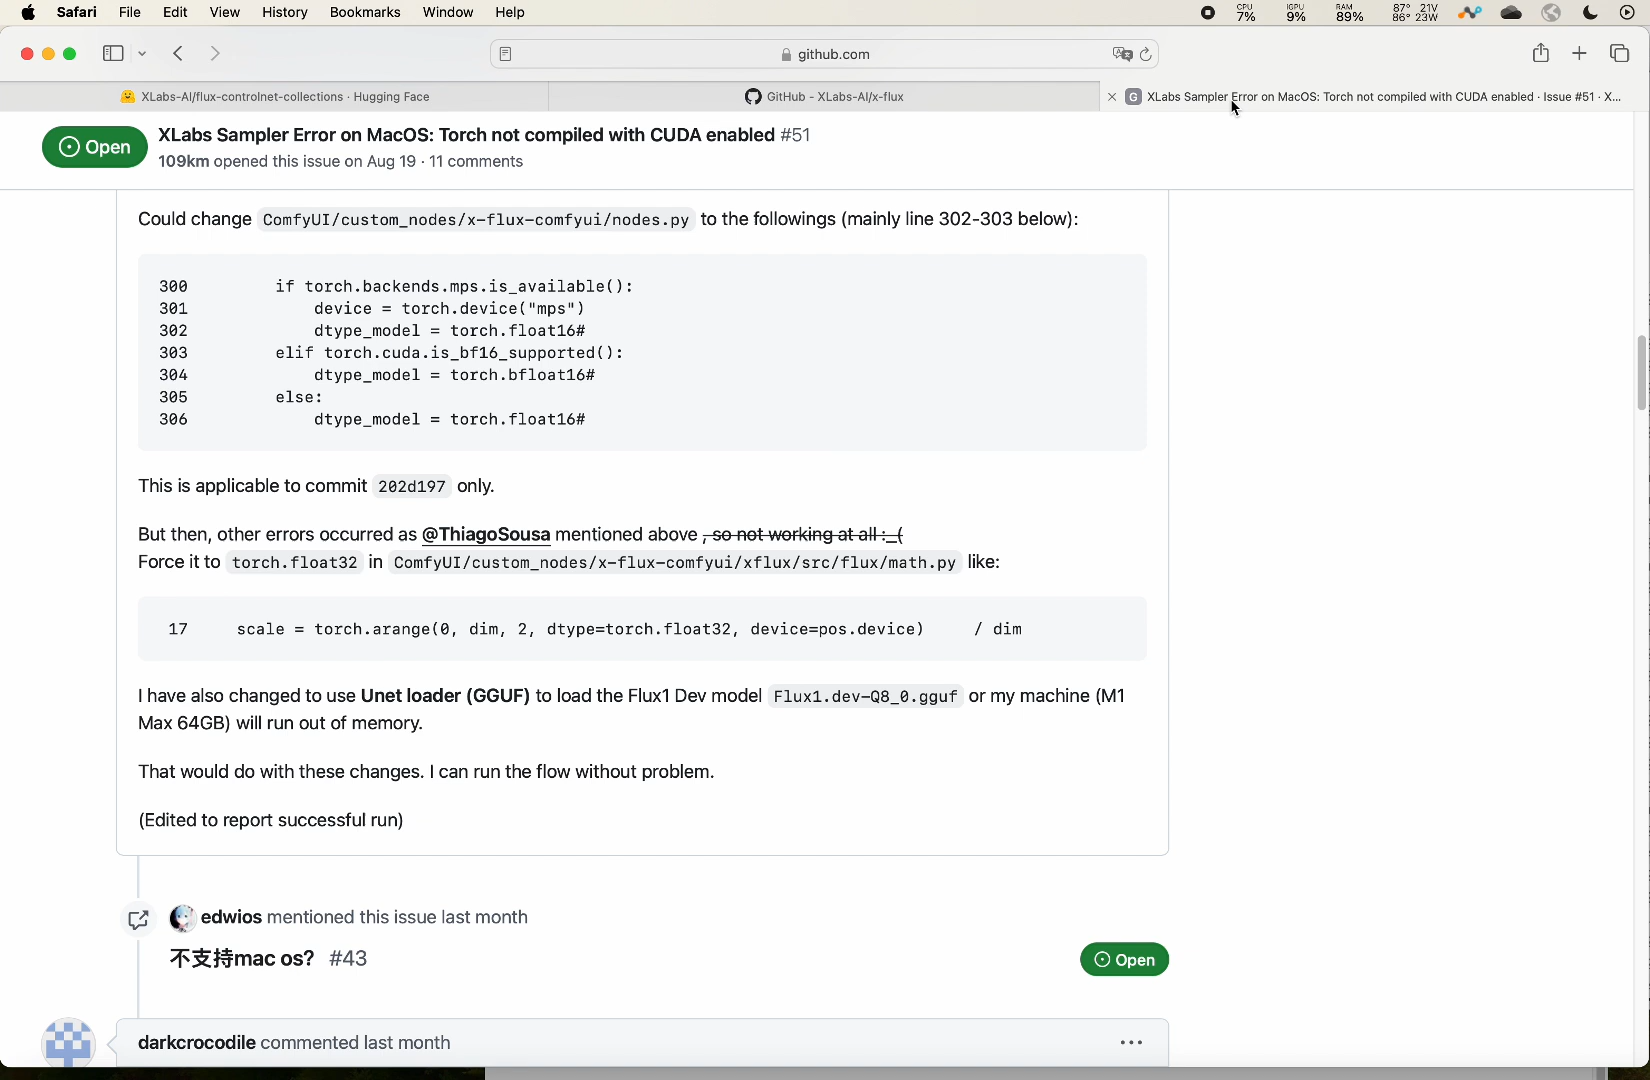 Safari File Edit View History Bookmarks Window Help
CPU 7% IGPU 9% RAM 89% 87° 21V 86° 23W
github.com
XLabs-AI/flux-controlnet-collections · Hugging Face
GitHub - XLabs-AI/x-flux
G XLabs Sampler Error on MacOS: Torch not compiled with CUDA enabled · Issue #51 · X...
Open
XLabs Sampler Error on MacOS: Torch not compiled with CUDA enabled #51
109km opened this issue on Aug 19 · 11 comments
Could change ComfyUI/custom_nodes/x-flux-comfyui/nodes.py to the followings (mainly line 302-303 below):
300 if torch.backends.mps.is_available():
301 device = torch.device("mps")
302 dtype_model = torch.float16#
303 elif torch.cuda.is_bf16_supported():
304 dtype_model = torch.bfloat16#
305 else:
306 dtype_model = torch.float16#
This is applicable to commit 202d197 only.
But then, other errors occurred as @ThiagoSousa mentioned above , so not working at all :_(
Force it to torch.float32 in ComfyUI/custom_nodes/x-flux-comfyui/xflux/src/flux/math.py like:
17 scale = torch.arange(0, dim, 2, dtype=torch.float32, device=pos.device) / dim
I have also changed to use Unet loader (GGUF) to load the Flux1 Dev model Flux1.dev-Q8_0.gguf or my machine (M1
Max 64GB) will run out of memory.
That would do with these changes. I can run the flow without problem.
(Edited to report successful run)
edwios mentioned this issue last month
不支持mac os? #43
Open
darkcrocodile commented last month